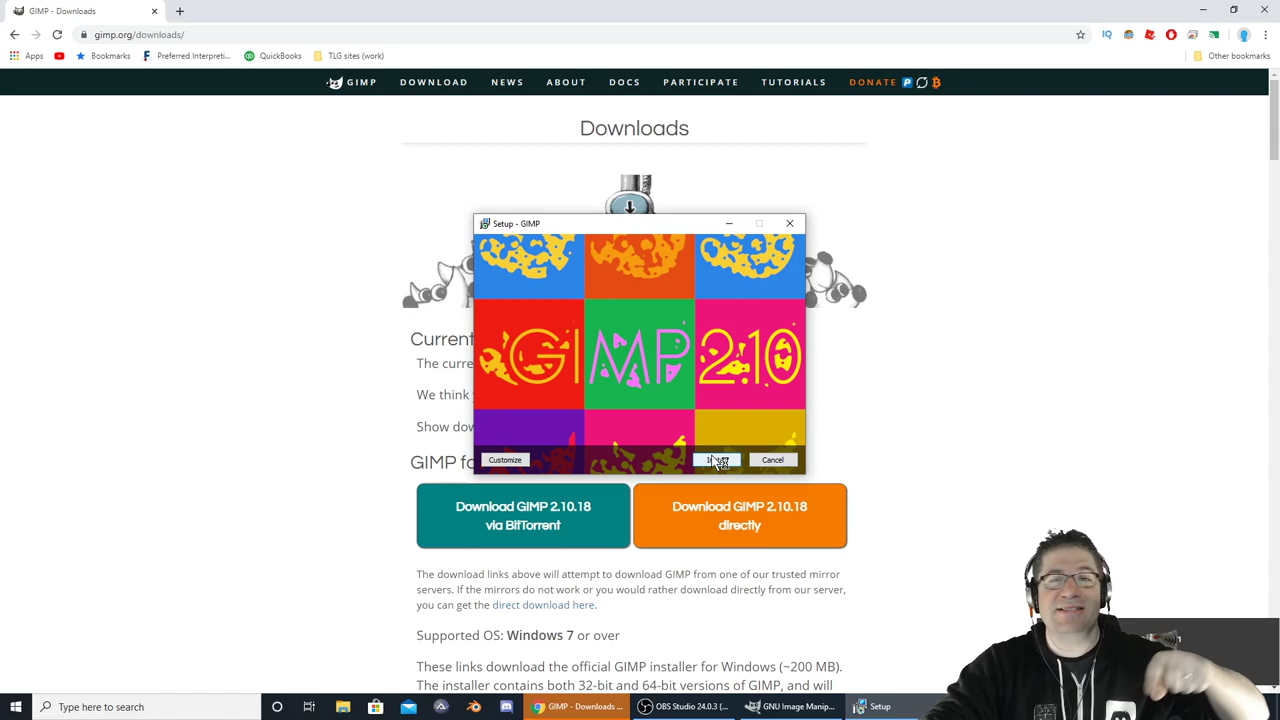 GIMP - Downloads
gimp.org/downloads/
Apps
Bookmarks
Preferred Interpreti...
QuickBooks
TLG sites (work)
Other bookmarks
GIMP
DOWNLOAD
NEWS
ABOUT
DOCS
PARTICIPATE
TUTORIALS
DONATE
Downloads
Setup - GIMP
GIMP 2.10
Customize
Cancel
Current
The curre
We think
Show dow
GIMP fo
Download GIMP 2.10.18
via BitTorrent
Download GIMP 2.10.18
directly
The download links above will attempt to download GIMP from one of our trusted mirror
servers. If the mirrors do not work or you would rather download directly from our server,
you can get the direct download here.
Supported OS: Windows 7 or over
These links download the official GIMP installer for Windows (~200 MB).
The installer contains both 32-bit and 64-bit versions of GIMP, and will
Type here to search
GIMP - Downloads ...
OBS Studio 24.0.3 (...
GNU Image Manip...
Setup